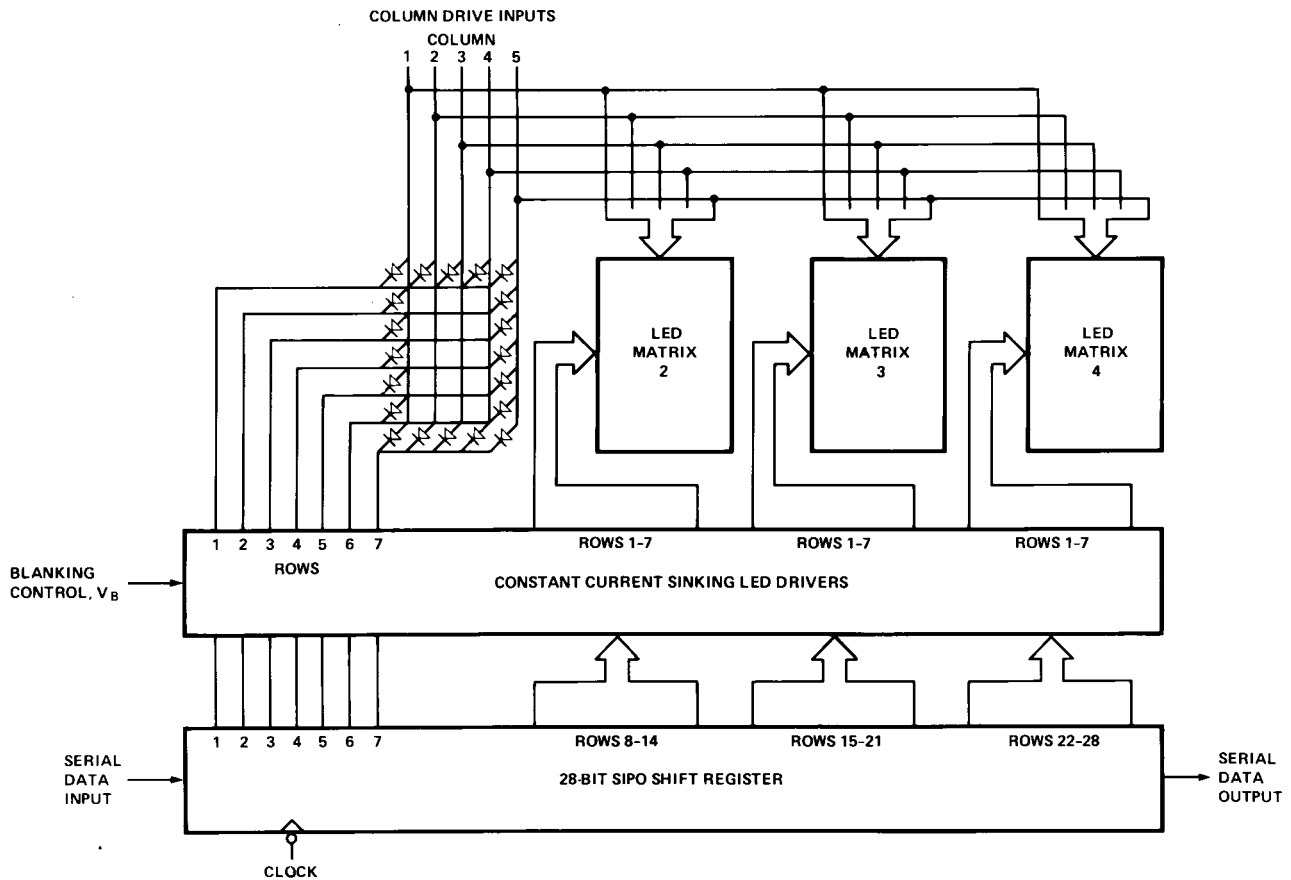 COLUMN DRIVE INPUTS
COLUMN
1 2 3 4 5
LED
MATRIX
2
LED
MATRIX
3
LED
MATRIX
4
1 2 3 4 5 6 7
ROWS
ROWS 1-7
ROWS 1-7
ROWS 1-7
BLANKING
CONTROL, VB
CONSTANT CURRENT SINKING LED DRIVERS
1 2 3 4 5 6 7
ROWS 8-14
ROWS 15-21
ROWS 22-28
SERIAL
DATA
INPUT
28-BIT SIPO SHIFT REGISTER
SERIAL
DATA
OUTPUT
CLOCK